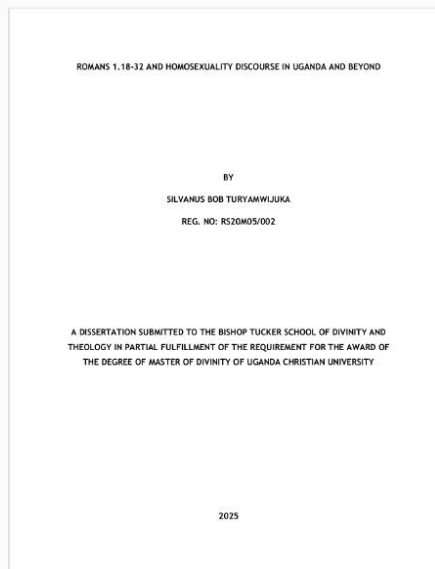 ROMANS 1.18-32 AND HOMOSEXUALITY DISCOURSE IN UGANDA AND BEYOND
BY
SILVANUS BOB TURYAMWIJUKA
REG. NO: RS20M05/002
A DISSERTATION SUBMITTED TO THE BISHOP TUCKER SCHOOL OF DIVINITY AND
THEOLOGY IN PARTIAL FULFILLMENT OF THE REQUIREMENT FOR THE AWARD OF
THE DEGREE OF MASTER OF DIVINITY OF UGANDA CHRISTIAN UNIVERSITY
2025